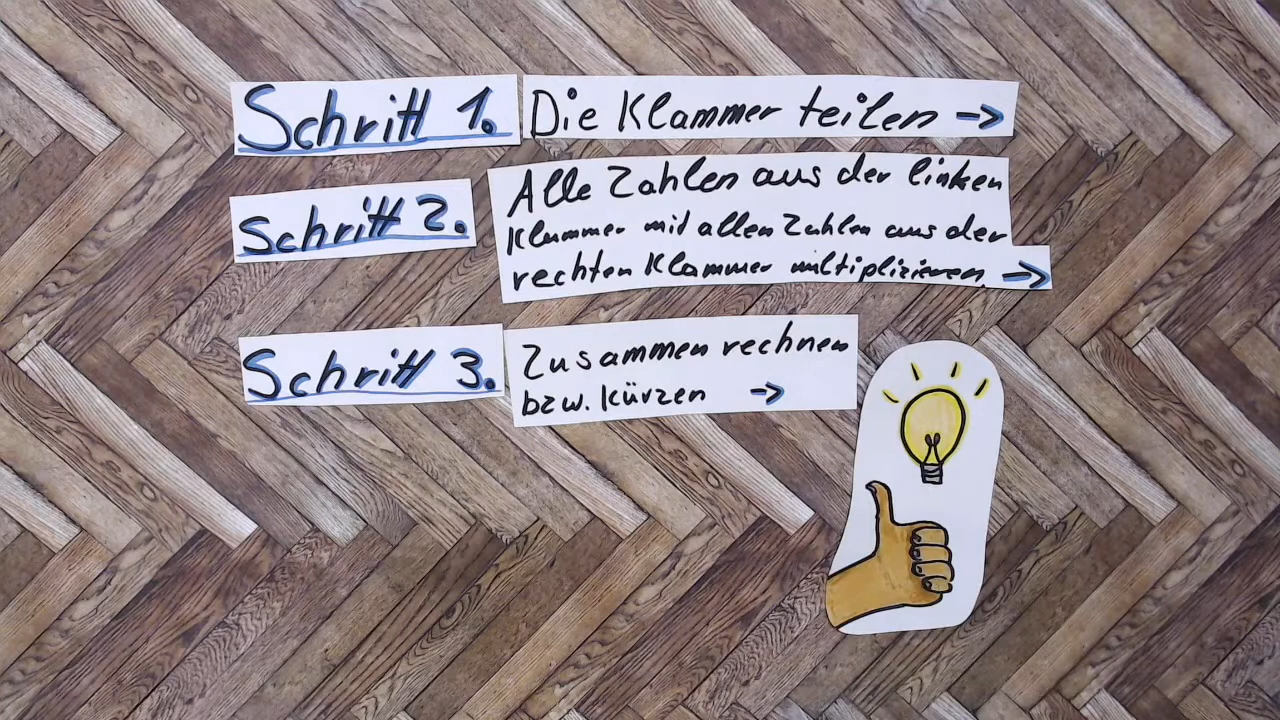 Schritt 1. Die Klammer teilen →
Schritt 2. Alle Zahlen aus der linken
Klammer mit allen Zahlen aus der
rechten Klammer multiplizieren →
Schritt 3. Zusammen rechnen
bzw. kürzen →